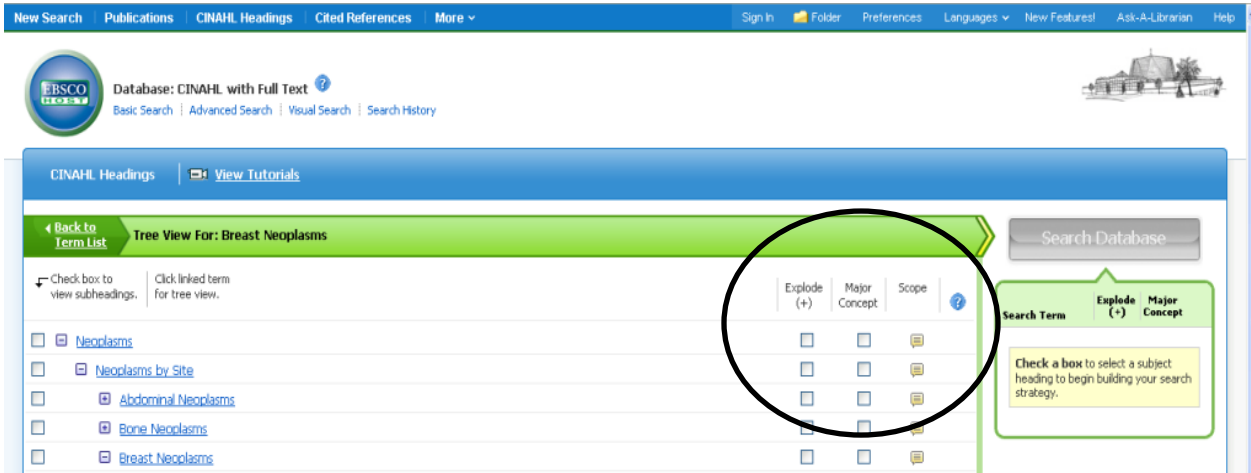 New Search Publications CINAHL Headings Cited References More
Sign In Folder Preferences Languages New Features! Ask-A-Librarian Help
EBSCO
HOST
Database: CINAHL with Full Text ?
Basic Search Advanced Search Visual Search Search History
CINAHL Headings View Tutorials
Back to
Term List
Tree View For: Breast Neoplasms
Search Database
Check box to
view subheadings.
Click linked term
for tree view.
Explode
(+)
Major
Concept
Scope
?
Search Term
Explode
(+)
Major
Concept
Neoplasms
Neoplasms by Site
Abdominal Neoplasms
Bone Neoplasms
Breast Neoplasms
Check a box to select a subject
heading to begin building your search
strategy.